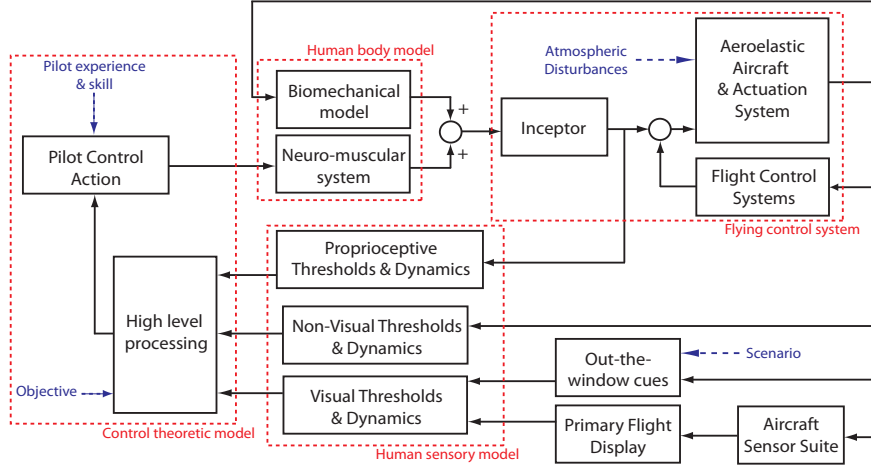 Pilot experience
& skill
Human body model
Atmospheric
Disturbances
Aeroelastic
Aircraft
& Actuation
System
Biomechanical
model
+
Inceptor
Pilot Control
Action
Neuro-muscular
system
+
Flight Control
Systems
Flying control system
Proprioceptive
Thresholds & Dynamics
High level
processing
Non-Visual Thresholds
& Dynamics
Out-the-
window cues
Scenario
Objective
Visual Thresholds
& Dynamics
Primary Flight
Display
Aircraft
Sensor Suite
Control theoretic model
Human sensory model